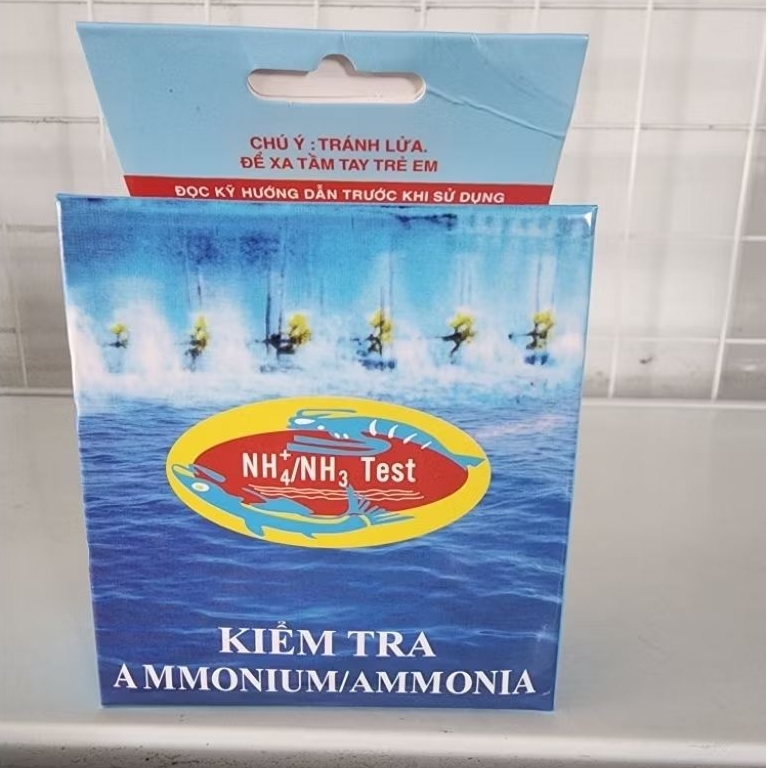 CHÚ Ý : TRÁNH LỬA.
ĐỂ XA TẦM TAY TRẺ EM
ĐỌC KỸ HƯỚNG DẪN TRƯỚC KHI SỬ DỤNG
NH₄⁺/NH₃ Test
KIỂM TRA
AMMONIUM/AMMONIA